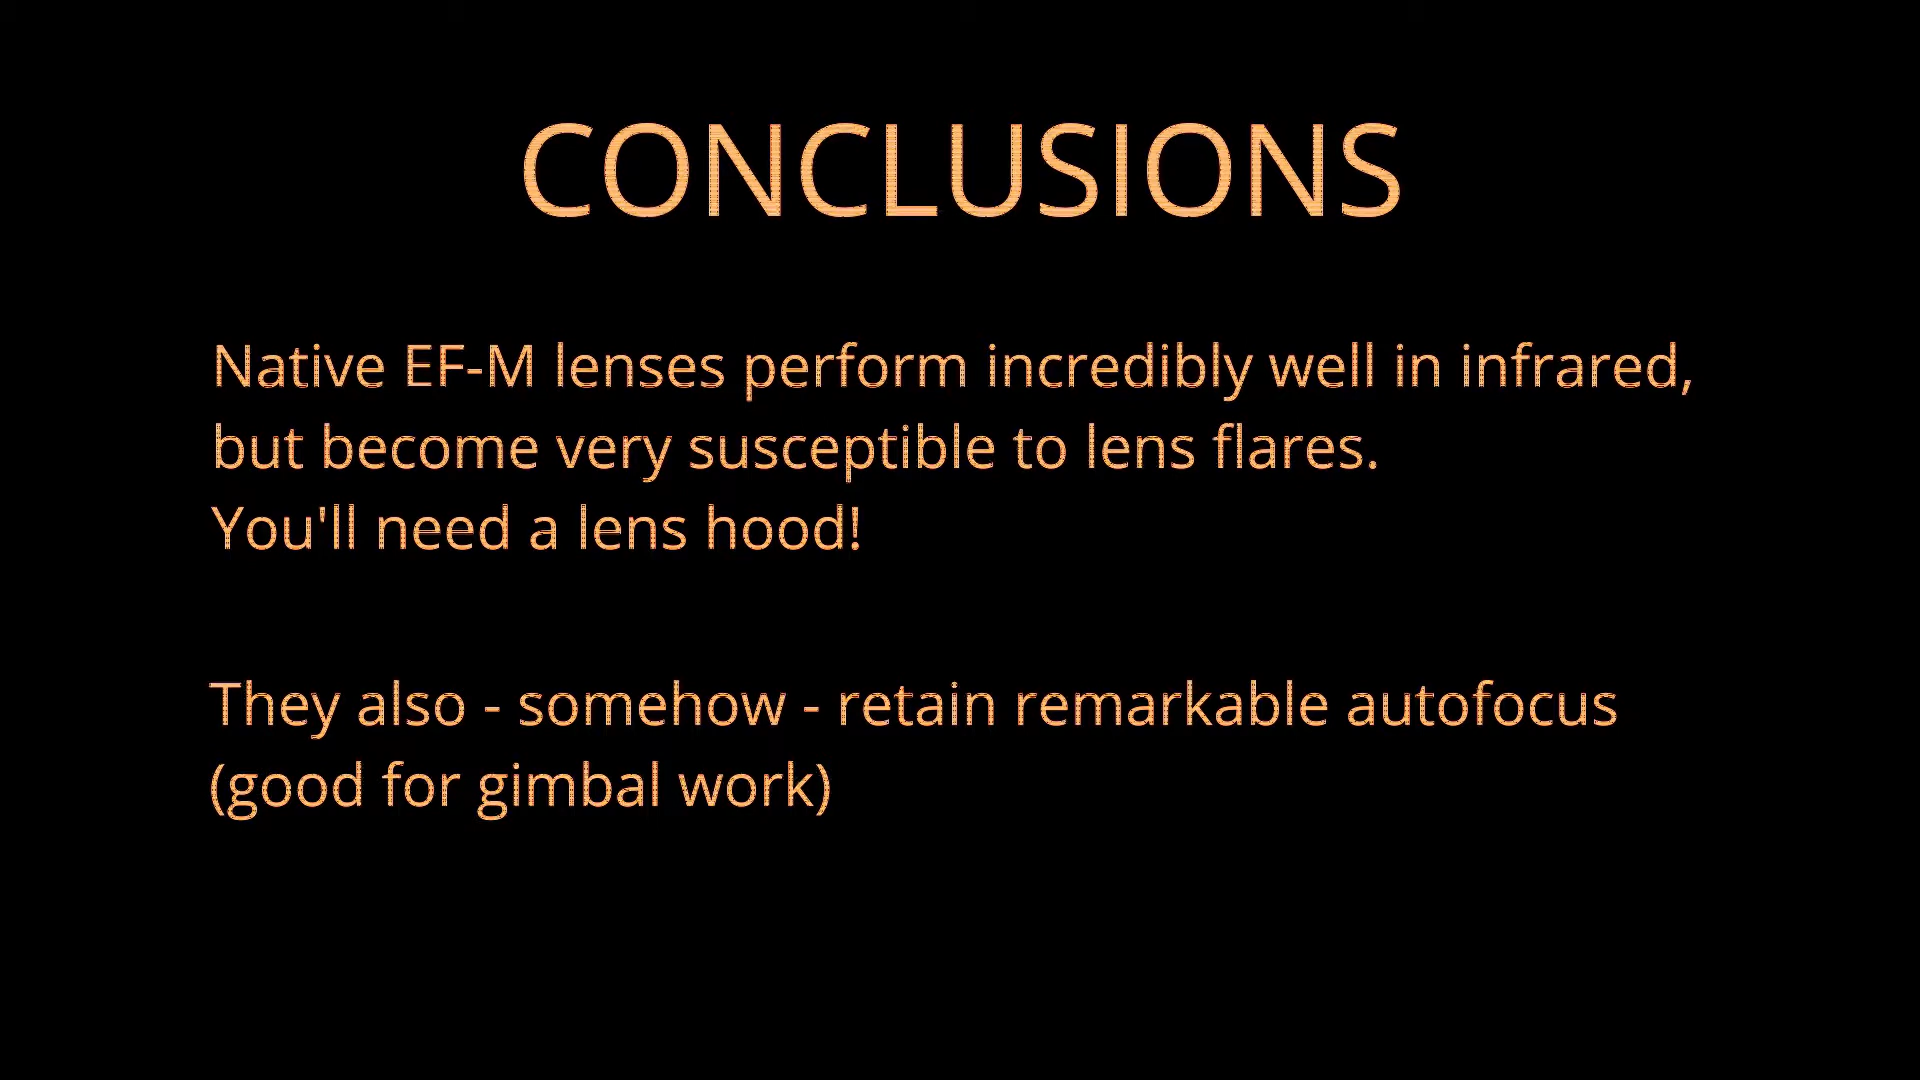 CONCLUSIONS
Native EF-M lenses perform incredibly well in infrared,
but become very susceptible to lens flares.
You'll need a lens hood!
They also - somehow - retain remarkable autofocus
(good for gimbal work)